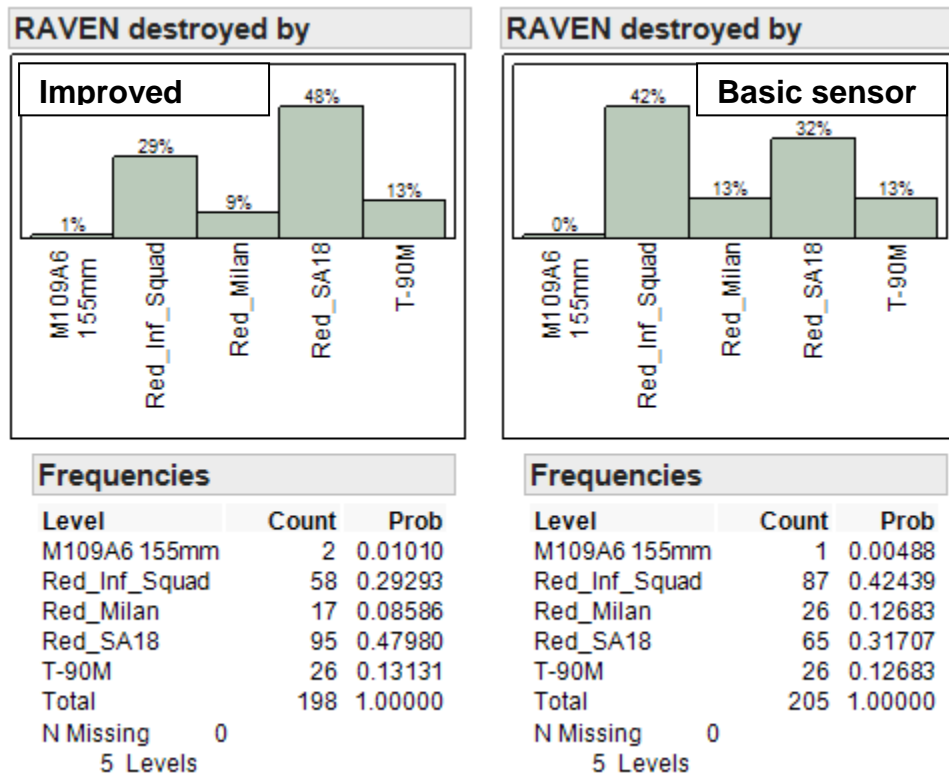 RAVEN destroyed by
Improved
1%
29%
9%
48%
13%
M109A6
155mm
Red_Inf_Squad
Red_Milan
Red_SA18
T-90M
Frequencies
Level Count Prob
M109A6 155mm 2 0.01010
Red_Inf_Squad 58 0.29293
Red_Milan 17 0.08586
Red_SA18 95 0.47980
T-90M 26 0.13131
Total 198 1.00000
N Missing 0
5 Levels
RAVEN destroyed by
Basic sensor
0%
42%
13%
32%
13%
M109A6
155mm
Red_Inf_Squad
Red_Milan
Red_SA18
T-90M
Frequencies
Level Count Prob
M109A6 155mm 1 0.00488
Red_Inf_Squad 87 0.42439
Red_Milan 26 0.12683
Red_SA18 65 0.31707
T-90M 26 0.12683
Total 205 1.00000
N Missing 0
5 Levels